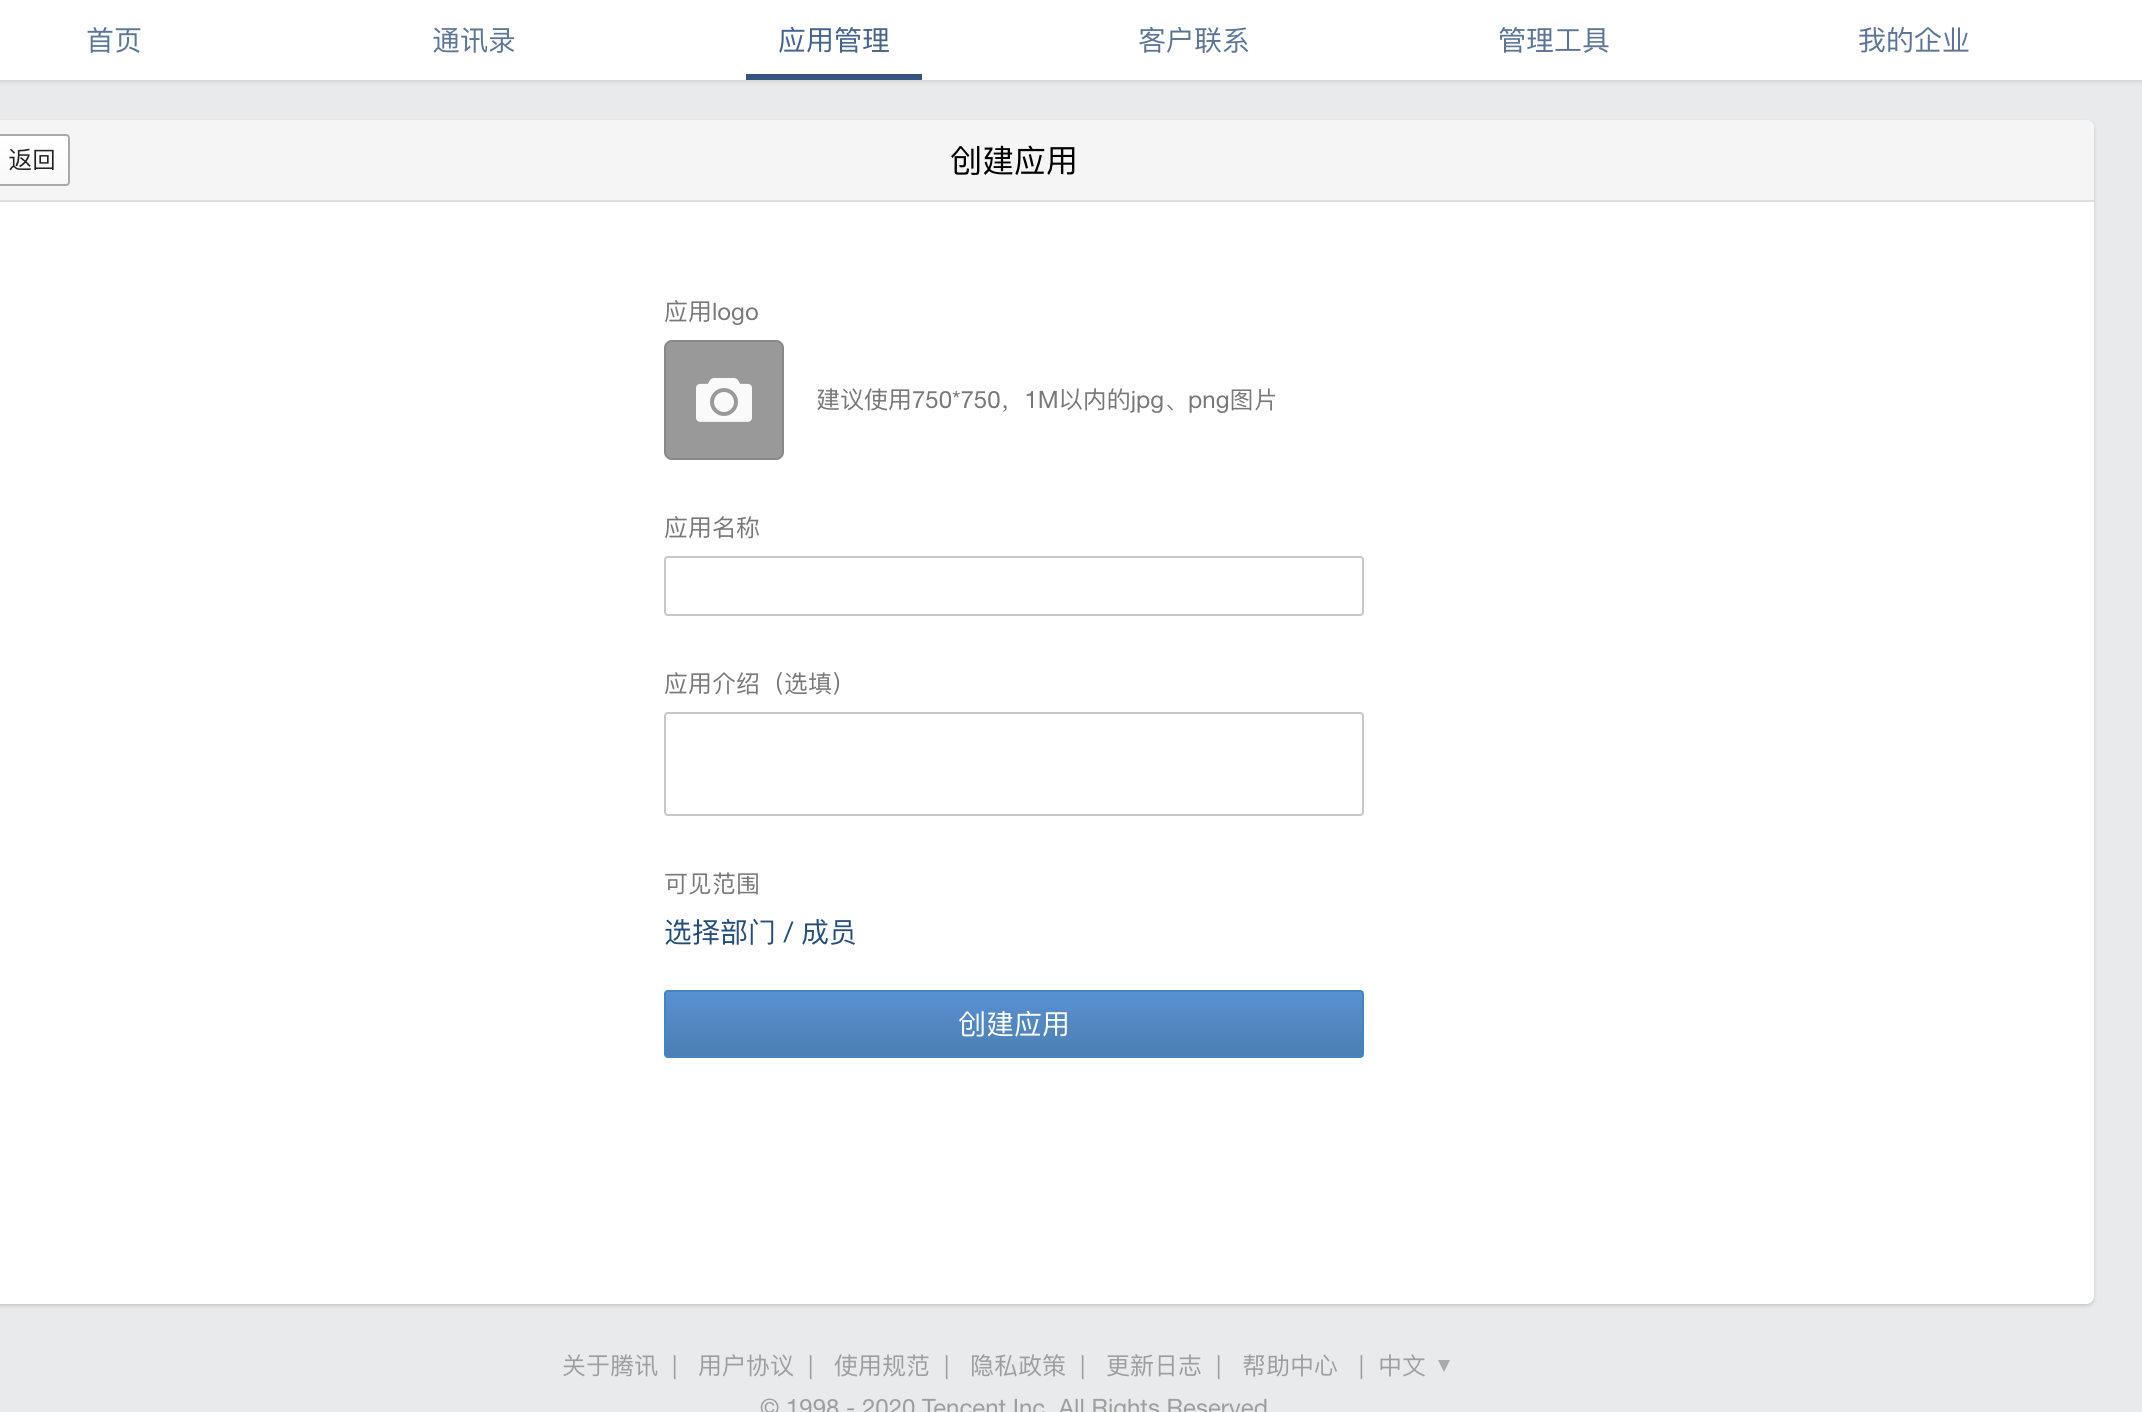 首页 通讯录 应用管理 客户联系 管理工具 我的企业
返回 创建应用
应用logo
建议使用750*750，1M以内的jpg、png图片
应用名称
应用介绍（选填）
可见范围
选择部门 / 成员
创建应用
关于腾讯 | 用户协议 | 使用规范 | 隐私政策 | 更新日志 | 帮助中心 | 中文 ▼
© 1998 - 2020 Tencent Inc. All Rights Reserved